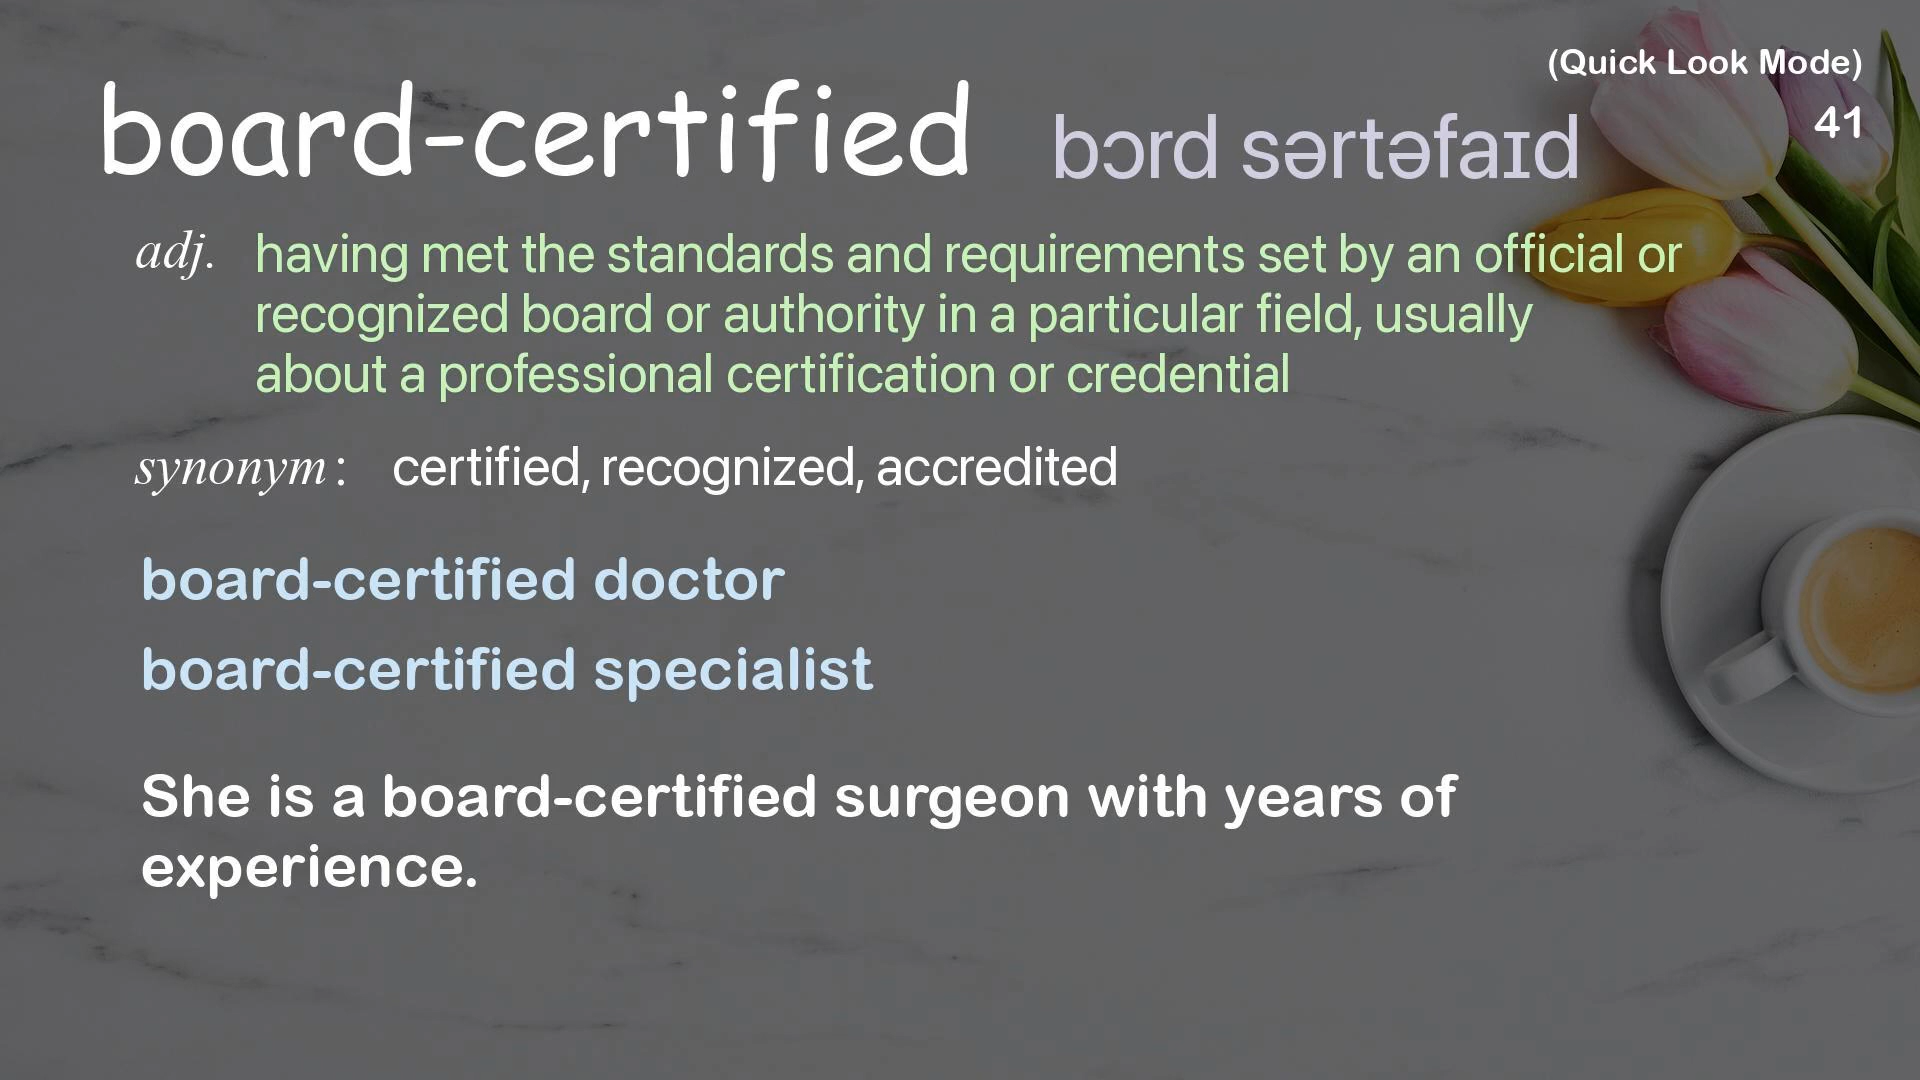 (Quick Look Mode)
41
board-certified bɔrd sərtəfaɪd
adj. having met the standards and requirements set by an official or
recognized board or authority in a particular field, usually
about a professional certification or credential
synonym: certified, recognized, accredited
board-certified doctor
board-certified specialist
She is a board-certified surgeon with years of
experience.